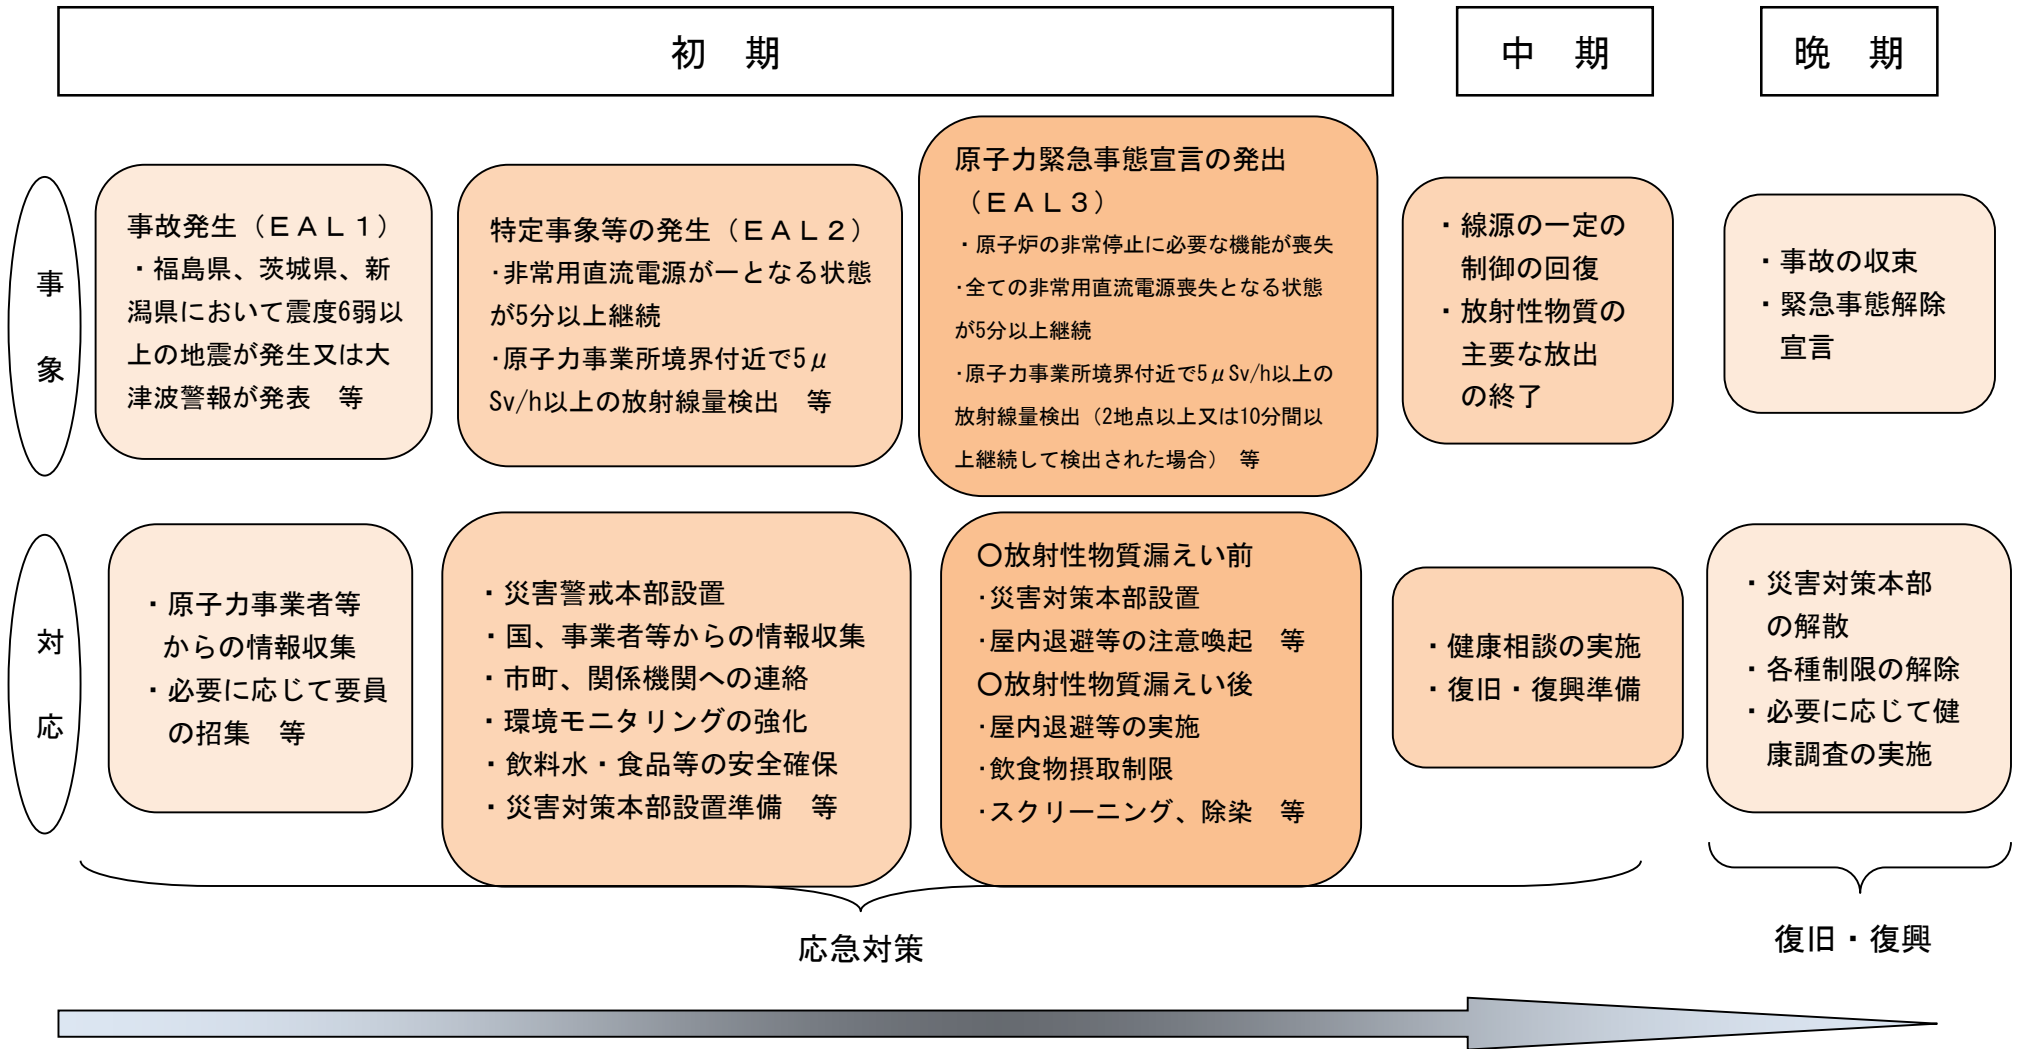 初　期
中　期
晩　期
事
象
事故発生（ＥＡＬ１）
・福島県、茨城県、新
潟県において震度6弱以
上の地震が発生又は大
津波警報が発表　等
特定事象等の発生（ＥＡＬ２）
・非常用直流電源が一となる状態
が5分以上継続
・原子力事業所境界付近で5μ
Sv/h以上の放射線量検出　等
原子力緊急事態宣言の発出
（ＥＡＬ３）
・原子炉の非常停止に必要な機能が喪失
・全ての非常用直流電源喪失となる状態
が5分以上継続
・原子力事業所境界付近で5μSv/h以上の
放射線量検出（2地点以上又は10分間以
上継続して検出された場合）　等
・線源の一定の
制御の回復
・放射性物質の
主要な放出
の終了
・事故の収束
・緊急事態解除
宣言
対
応
・原子力事業者等
からの情報収集
・必要に応じて要員
の招集　等
・災害警戒本部設置
・国、事業者等からの情報収集
・市町、関係機関への連絡
・環境モニタリングの強化
・飲料水・食品等の安全確保
・災害対策本部設置準備　等
〇放射性物質漏えい前
・災害対策本部設置
・屋内退避等の注意喚起　等
〇放射性物質漏えい後
・屋内退避等の実施
・飲食物摂取制限
・スクリーニング、除染　等
・健康相談の実施
・復旧・復興準備
・災害対策本部
の解散
・各種制限の解除
・必要に応じて健
康調査の実施
応急対策
復旧・復興